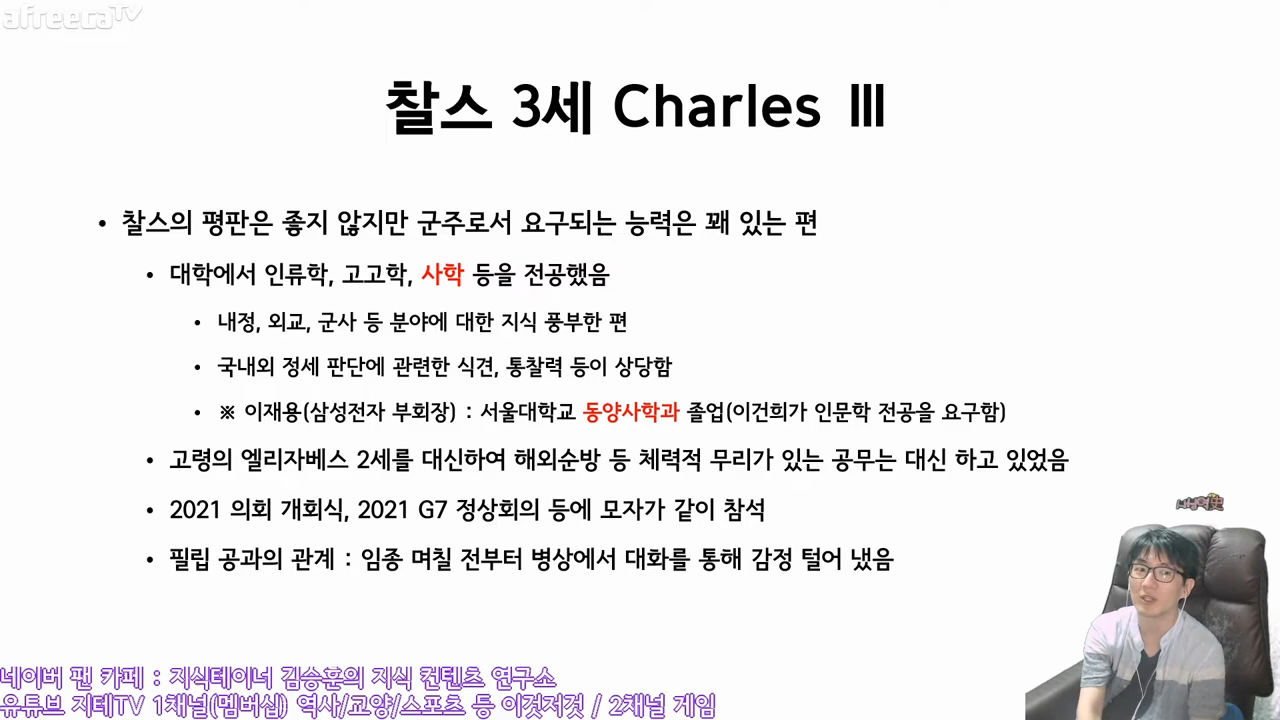 afreecaTV
찰스 3세 Charles Ⅲ
• 찰스의 평판은 좋지 않지만 군주로서 요구되는 능력은 꽤 있는 편
• 대학에서 인류학, 고고학, 사학 등을 전공했음
• 내정, 외교, 군사 등 분야에 대한 지식 풍부한 편
• 국내외 정세 판단에 관련한 식견, 통찰력 등이 상당함
• ※ 이재용(삼성전자 부회장) : 서울대학교 동양사학과 졸업(이건희가 인문학 전공을 요구함)
• 고령의 엘리자베스 2세를 대신하여 해외순방 등 체력적 무리가 있는 공무는 대신 하고 있었음
• 2021 의회 개회식, 2021 G7 정상회의 등에 모자가 같이 참석
• 필립 공과의 관계 : 임종 며칠 전부터 병상에서 대화를 통해 감정 털어 냈음
네이버 팬 카페 : 지식테이너 김승훈의 지식 컨텐츠 연구소
유튜브 지테TV 1채널(멤버십) 역사/교양/스포츠 등 이것저것 / 2채널 게임